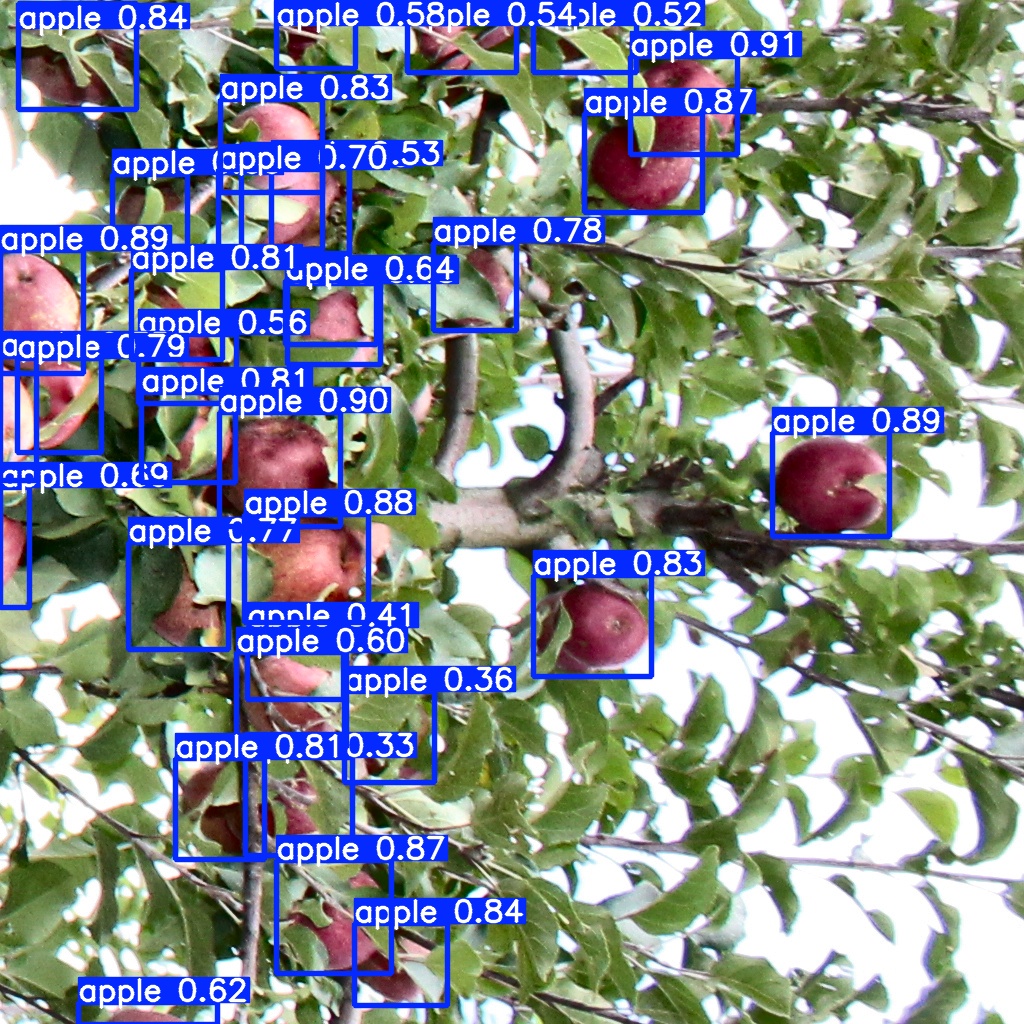 apple 0.84
apple 0.58
ple 0.54
ple 0.52
apple 0.91
apple 0.83
apple 0.87
apple
apple 0.70
.53
apple 0.78
apple 0.89
apple 0.81
apple 0.64
apple 0.56
apple 0.79
apple 0.81
apple 0.90
apple 0.89
apple 0.69
apple 0.88
apple 0.77
apple 0.83
apple 0.41
apple 0.60
apple 0.36
apple 0.81
0.33
apple 0.87
apple 0.84
apple 0.62